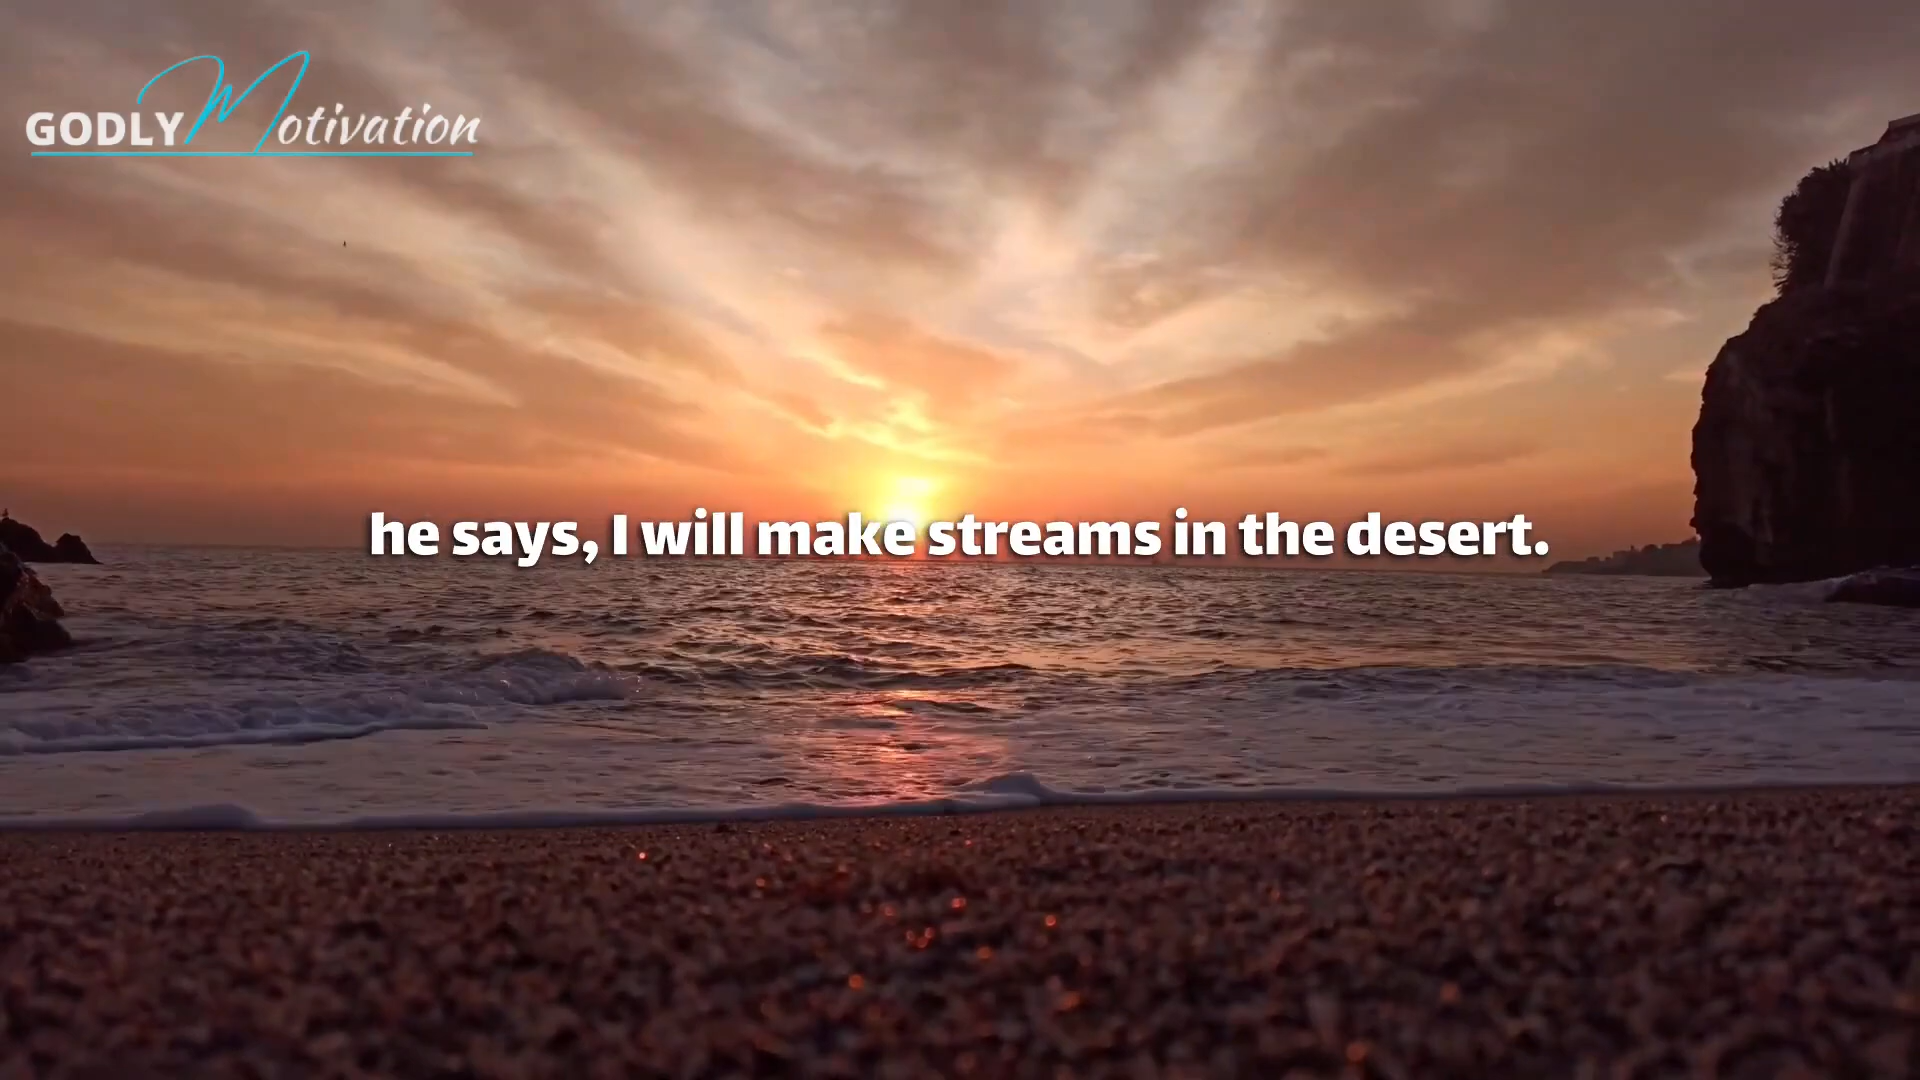 GODLY Motivation
he says, I will make streams in the desert.